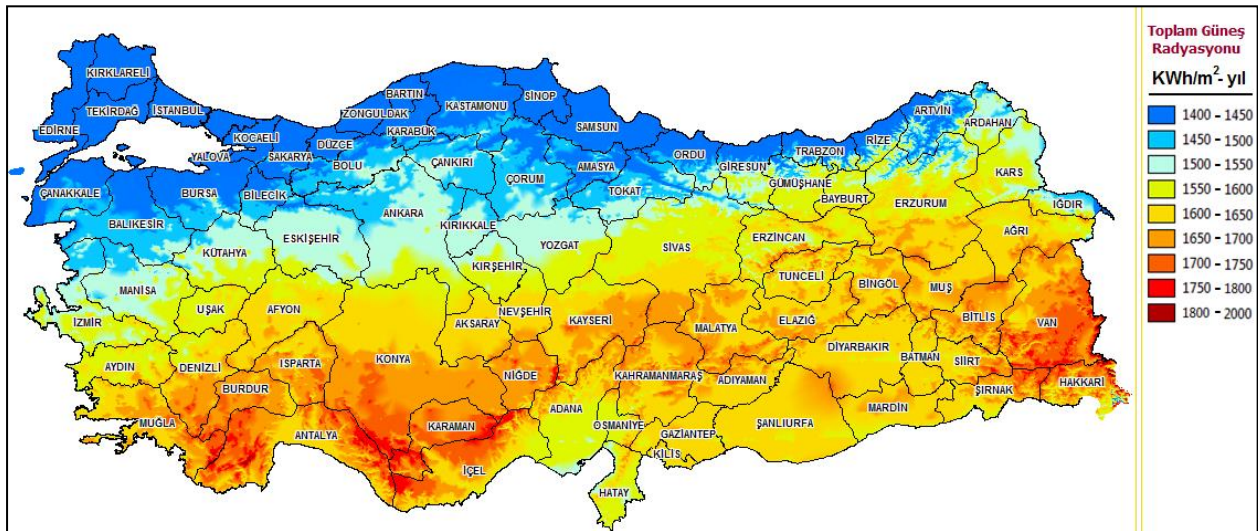 Toplam Güneş
Radyasyonu
KWh/m²- yıl
1400 - 1450
1450 - 1500
1500 - 1550
1550 - 1600
1600 - 1650
1650 - 1700
1700 - 1750
1750 - 1800
1800 - 2000
KIRKLARELİ
TEKİRDAĞ
İSTANBUL
EDİRNE
KOCAELİ
YALOVA
SAKARYA
DÜZCE
ZONGULDAK
BARTIN
KARABÜK
KASTAMONU
SİNOP
SAMSUN
BOLU
ÇANKIRI
ÇORUM
AMASYA
TOKAT
ORDU
GİRESUN
TRABZON
RİZE
ARTVİN
ARDAHAN
GÜMÜŞHANE
BAYBURT
ERZURUM
KARS
IĞDIR
AĞRI
ÇANAKKALE
BURSA
BİLECİK
BALIKESİR
KÜTAHYA
ESKİŞEHİR
ANKARA
KIRIKKALE
KIRŞEHİR
YOZGAT
SİVAS
ERZİNCAN
TUNCELİ
BİNGÖL
MUŞ
BİTLİS
VAN
MANİSA
UŞAK
AFYON
İZMİR
AYDIN
DENİZLİ
ISPARTA
BURDUR
KONYA
AKSARAY
NEVŞEHİR
KAYSERİ
NİĞDE
MALATYA
ELAZIĞ
DİYARBAKIR
BATMAN
SİİRT
ŞIRNAK
HAKKARİ
MUĞLA
ANTALYA
KARAMAN
İÇEL
ADANA
OSMANİYE
KAHRAMANMARAŞ
ADIYAMAN
GAZİANTEP
KİLİS
ŞANLIURFA
MARDİN
HATAY